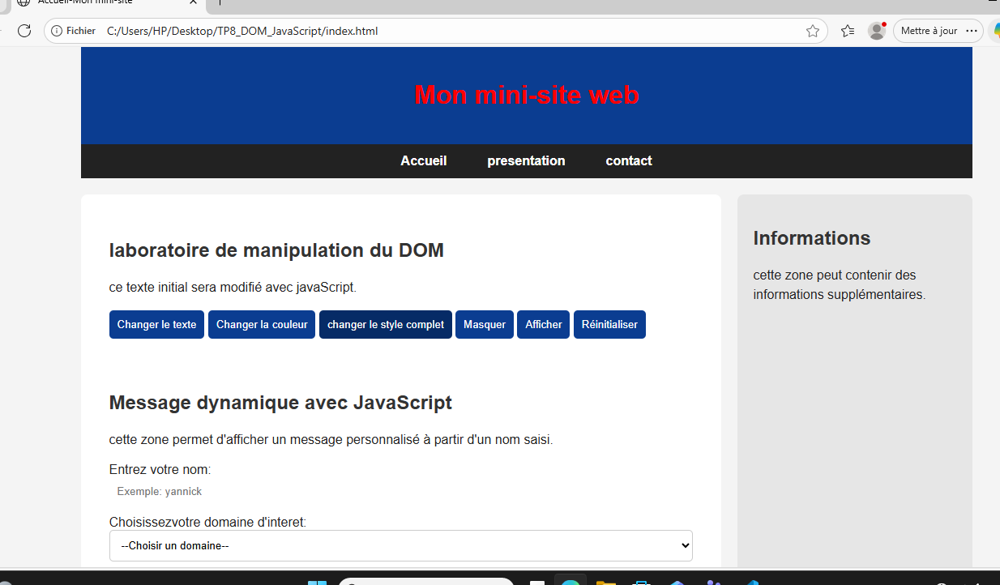 Accueil-Mon mini-site
Fichier C:/Users/HP/Desktop/TP8_DOM_JavaScript/index.html
Mettre à jour
Mon mini-site web
Accueil presentation contact
laboratoire de manipulation du DOM
ce texte initial sera modifié avec javaScript.
Changer le texte Changer la couleur changer le style complet Masquer Afficher Réinitialiser
Message dynamique avec JavaScript
cette zone permet d'afficher un message personnalisé à partir d'un nom saisi.
Entrez votre nom:
Exemple: yannick
Choisissezvotre domaine d'interet:
--Choisir un domaine--
Informations
cette zone peut contenir des
informations supplémentaires.